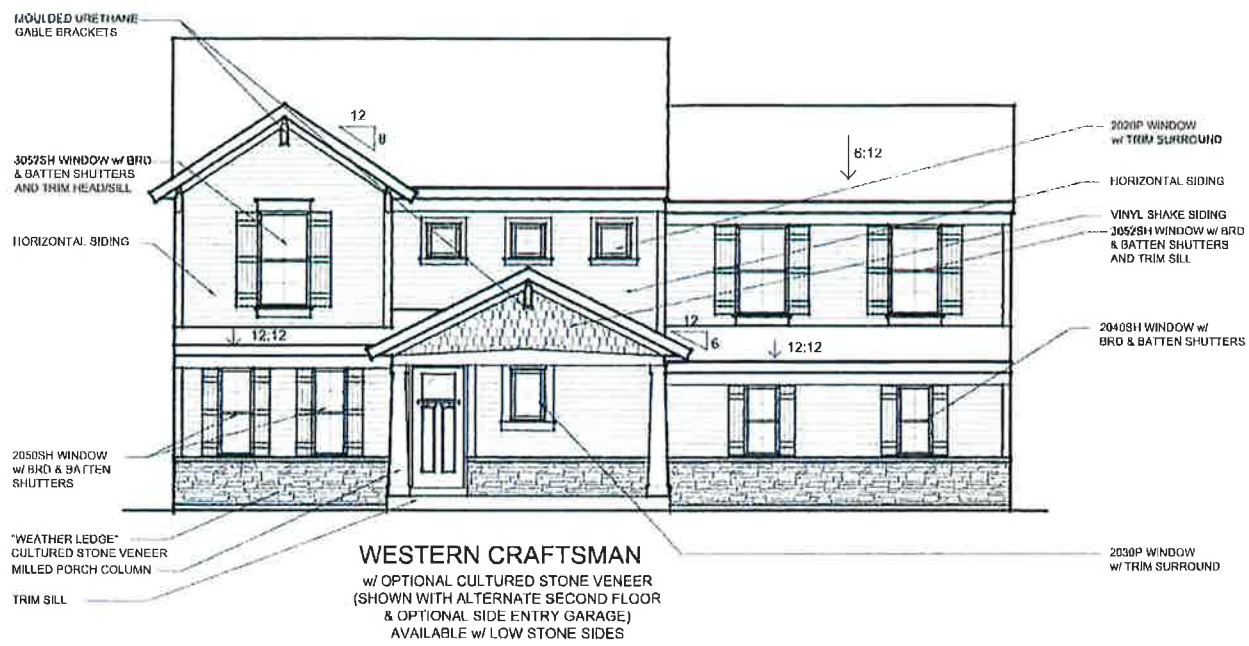 MOULDED URETHANE
GABLE BRACKETS
12
8
3057SH WINDOW w/ BRD
& BATTEN SHUTTERS
AND TRIM HEAD/SILL
HORIZONTAL SIDING
12:12
2050SH WINDOW
w/ BRD & BATTEN
SHUTTERS
"WEATHER LEDGE"
CULTURED STONE VENEER
MILLED PORCH COLUMN
TRIM SILL
6:12
12
6
12:12
2020P WINDOW
w/ TRIM SURROUND
HORIZONTAL SIDING
VINYL SHAKE SIDING
3052SH WINDOW w/ BRD
& BATTEN SHUTTERS
AND TRIM SILL
2040SH WINDOW w/
BRD & BATTEN SHUTTERS
2030P WINDOW
w/ TRIM SURROUND
WESTERN CRAFTSMAN
w/ OPTIONAL CULTURED STONE VENEER
(SHOWN WITH ALTERNATE SECOND FLOOR
& OPTIONAL SIDE ENTRY GARAGE)
AVAILABLE w/ LOW STONE SIDES